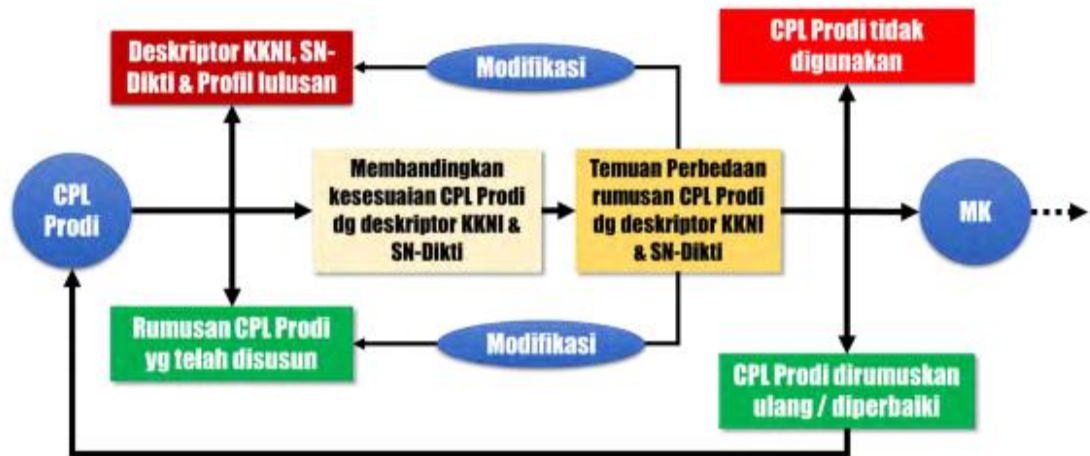 Deskriptor KKNI, SN-
Dikti & Profil lulusan
Modifikasi
CPL Prodi tidak
digunakan
CPL
Prodi
Membandingkan
kesesuaian CPL Prodi
dg deskriptor KKNI &
SN-Dikti
Temuan Perbedaan
rumusan CPL Prodi
dg deskriptor KKNI
& SN-Dikti
MK
Rumusan CPL Prodi
yg telah disusun
Modifikasi
CPL Prodi dirumuskan
ulang / diperbaiki